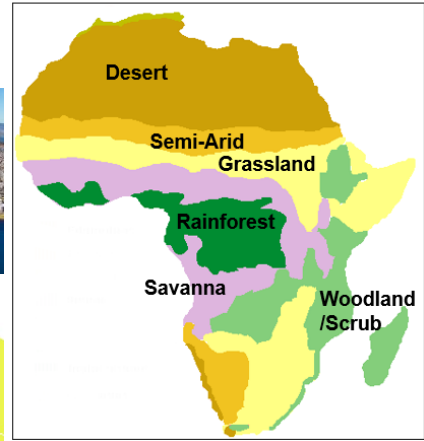 Desert
Semi-Arid
Grassland
Rainforest
Savanna
Woodland
/Scrub